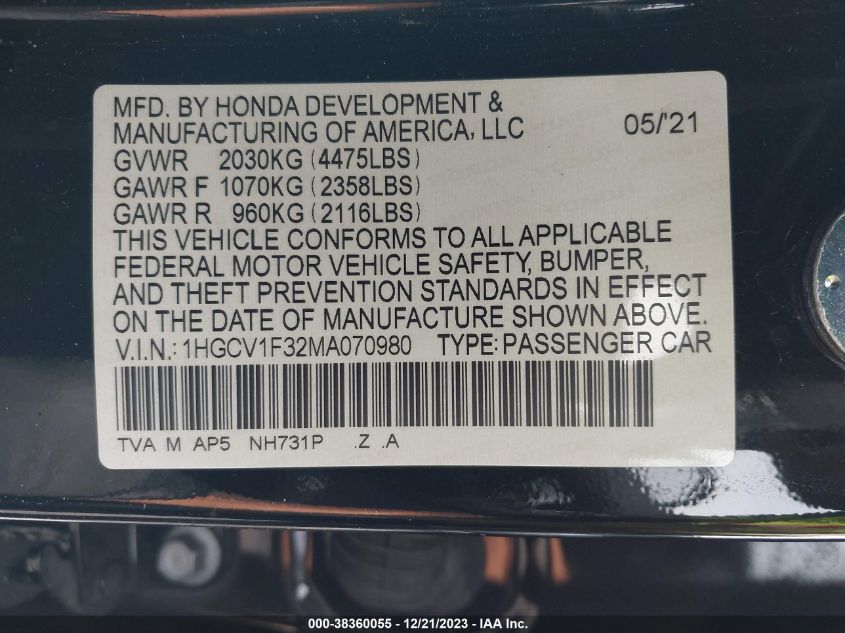 MFD. BY HONDA DEVELOPMENT &
MANUFACTURING OF AMERICA, LLC 05/'21
GVWR 2030KG (4475LBS)
GAWR F 1070KG (2358LBS)
GAWR R 960KG (2116LBS)
THIS VEHICLE CONFORMS TO ALL APPLICABLE
FEDERAL MOTOR VEHICLE SAFETY, BUMPER,
AND THEFT PREVENTION STANDARDS IN EFFECT
ON THE DATE OF MANUFACTURE SHOWN ABOVE.
V.I.N.: 1HGCV1F32MA070980 TYPE: PASSENGER CAR
TVA M AP5 NH731P .Z .A
000-38360055 - 12/21/2023 - IAA Inc.